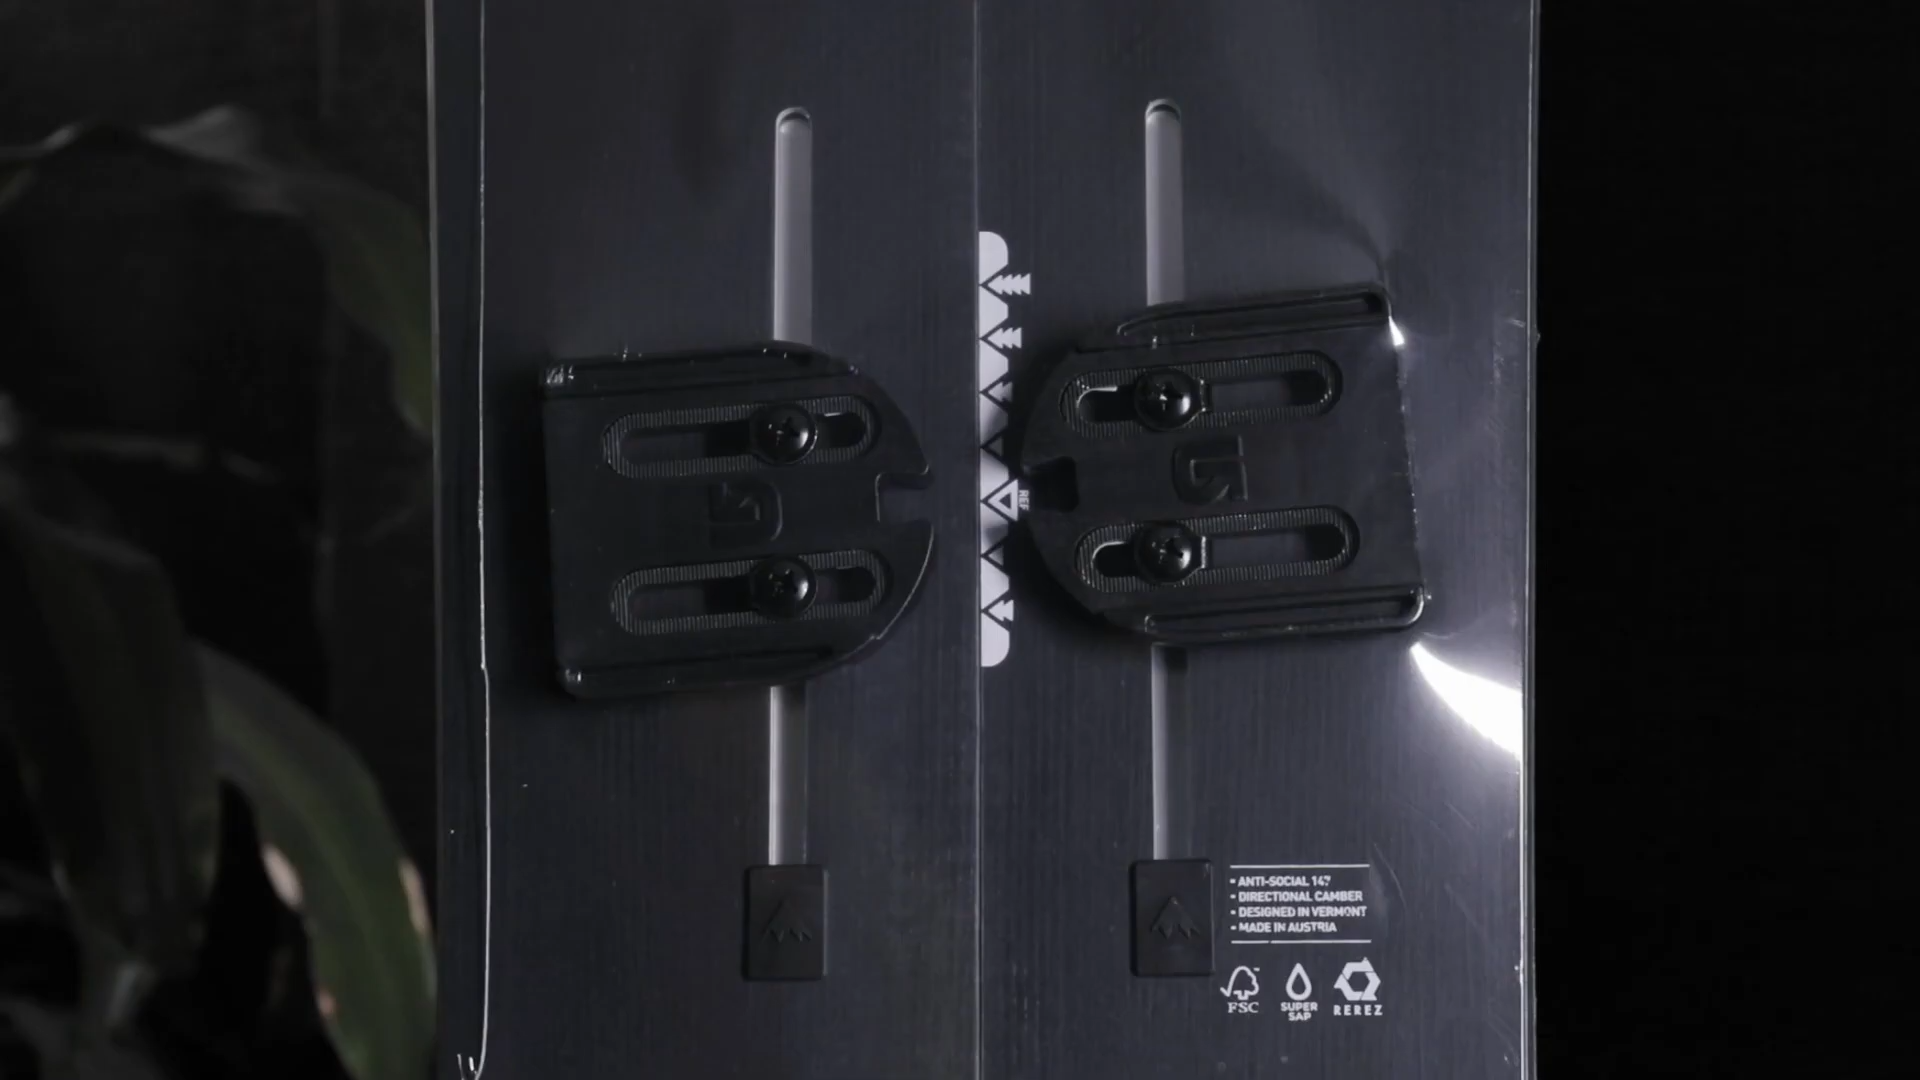 REF
- ANTI-SOCIAL 147
- DIRECTIONAL CAMBER
- DESIGNED IN VERMONT
- MADE IN AUSTRIA
FSC
SUPER
SAP
REREZ